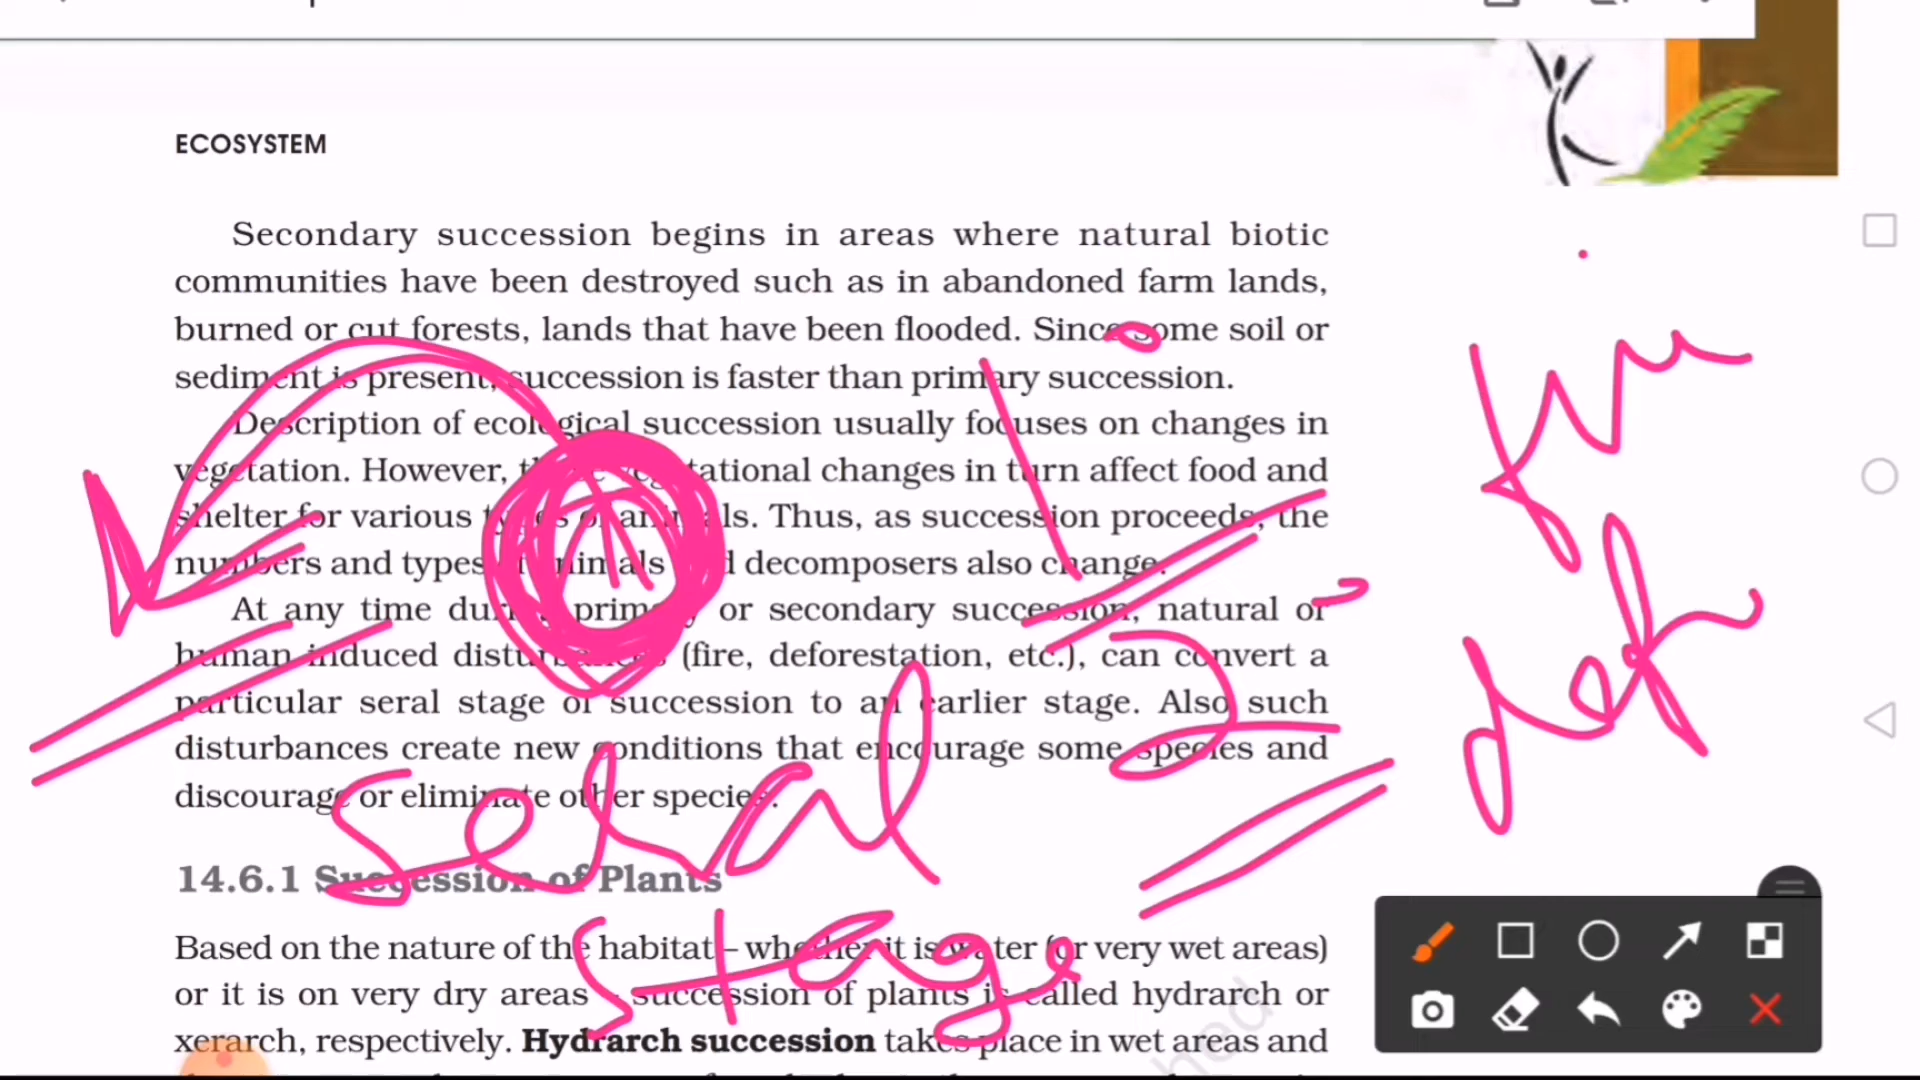 ECOSYSTEM
Secondary succession begins in areas where natural biotic
communities have been destroyed such as in abandoned farm lands,
burned or cut forests, lands that have been flooded. Since some soil or
sediment is present, succession is faster than primary succession.
Description of ecological succession usually focuses on changes in
vegetation. However, these vegetational changes in turn affect food and
shelter for various types of animals. Thus, as succession proceeds, the
numbers and types of animals and decomposers also change.
At any time during primary or secondary succession, natural or
human induced disturbances (fire, deforestation, etc.), can convert a
particular seral stage of succession to an earlier stage. Also such
disturbances create new conditions that encourage some species and
discourage or eliminate other species.
seral
stage
1°
2°
14.6.1 Succession of Plants
Based on the nature of the habitat – whether it is water (or very wet areas)
or it is on very dry areas – succession of plants is called hydrarch or
xerarch, respectively. Hydrarch succession takes place in wet areas and